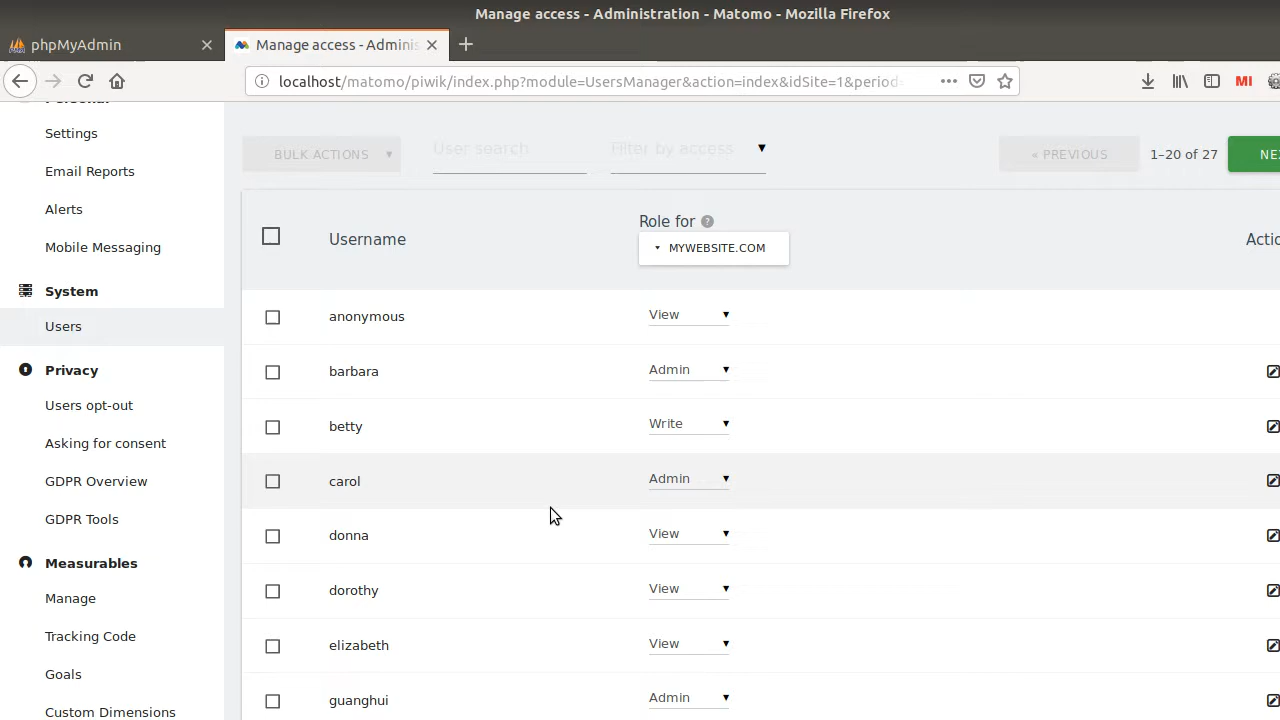 Manage access - Administration - Matomo - Mozilla Firefox
phpMyAdmin
Manage access - Adminis
localhost/matomo/piwik/index.php?module=UsersManager&action=index&idSite=1&period
MI
Personal
Settings
Email Reports
Alerts
Mobile Messaging
System
Users
Privacy
Users opt-out
Asking for consent
GDPR Overview
GDPR Tools
Measurables
Manage
Tracking Code
Goals
Custom Dimensions
BULK ACTIONS
User search
Filter by access
« PREVIOUS
1–20 of 27
NE
Username
Role for ?
MYWEBSITE.COM
Actio
anonymous View
barbara Admin
betty Write
carol Admin
donna View
dorothy View
elizabeth View
guanghui Admin